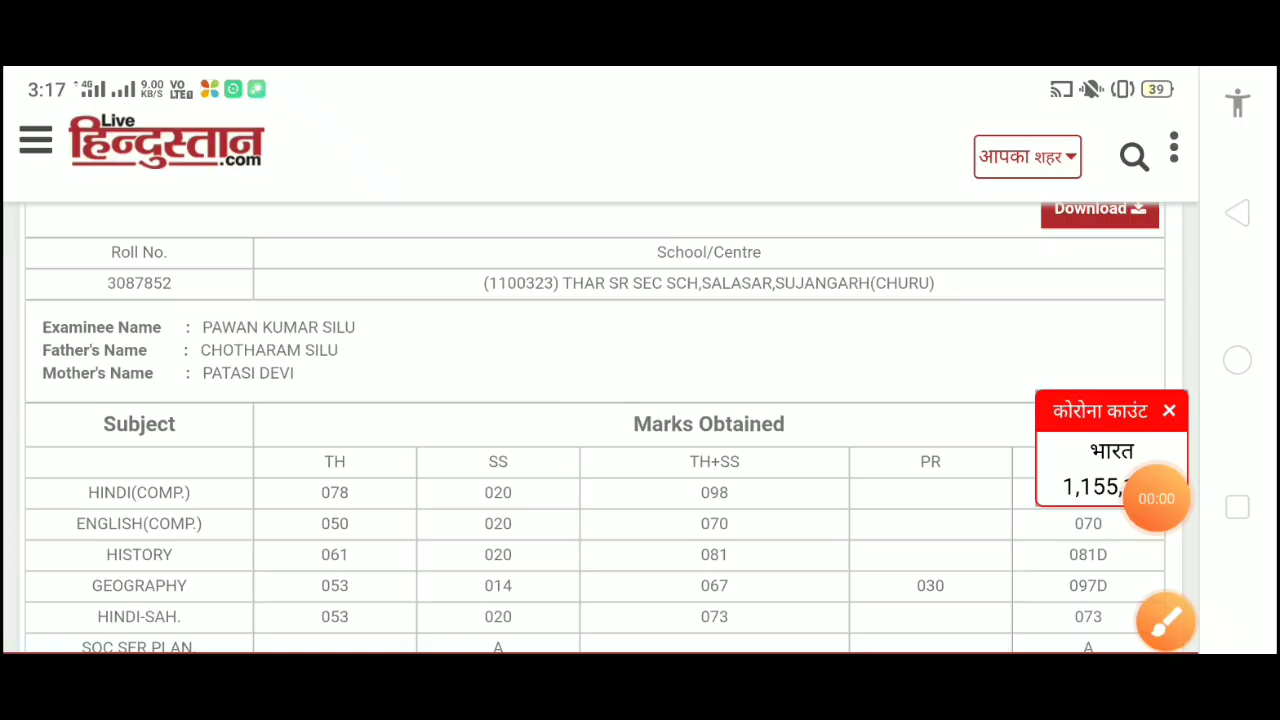 3:17 4G 9.00 KB/S VO LTE 39
Live
हिन्दुस्तान
.com
आपका शहर
Download
Roll No. School/Centre
3087852 (1100323) THAR SR SEC SCH,SALASAR,SUJANGARH(CHURU)
Examinee Name : PAWAN KUMAR SILU
Father's Name : CHOTHARAM SILU
Mother's Name : PATASI DEVI
Subject Marks Obtained
कोरोना काउंट ×
भारत
TH SS TH+SS PR
1,155,
00:00
HINDI(COMP.) 078 020 098
ENGLISH(COMP.) 050 020 070 070
HISTORY 061 020 081 081D
GEOGRAPHY 053 014 067 030 097D
HINDI-SAH. 053 020 073 073
SOC SER PLAN. A A